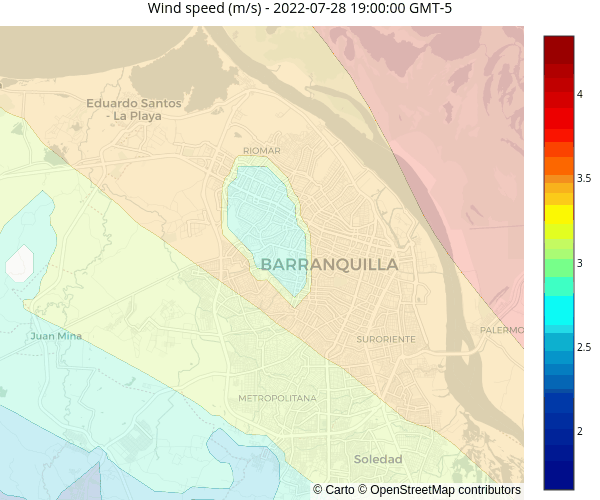 Wind speed (m/s) - 2022-07-28 19:00:00 GMT-5
Eduardo Santos
- La Playa
RIOMAR
BARRANQUILLA
Juan Mina
SURORIENTE
PALERMO
METROPOLITANA
Soledad
4
3.5
3
2.5
2
© Carto © OpenStreetMap contributors